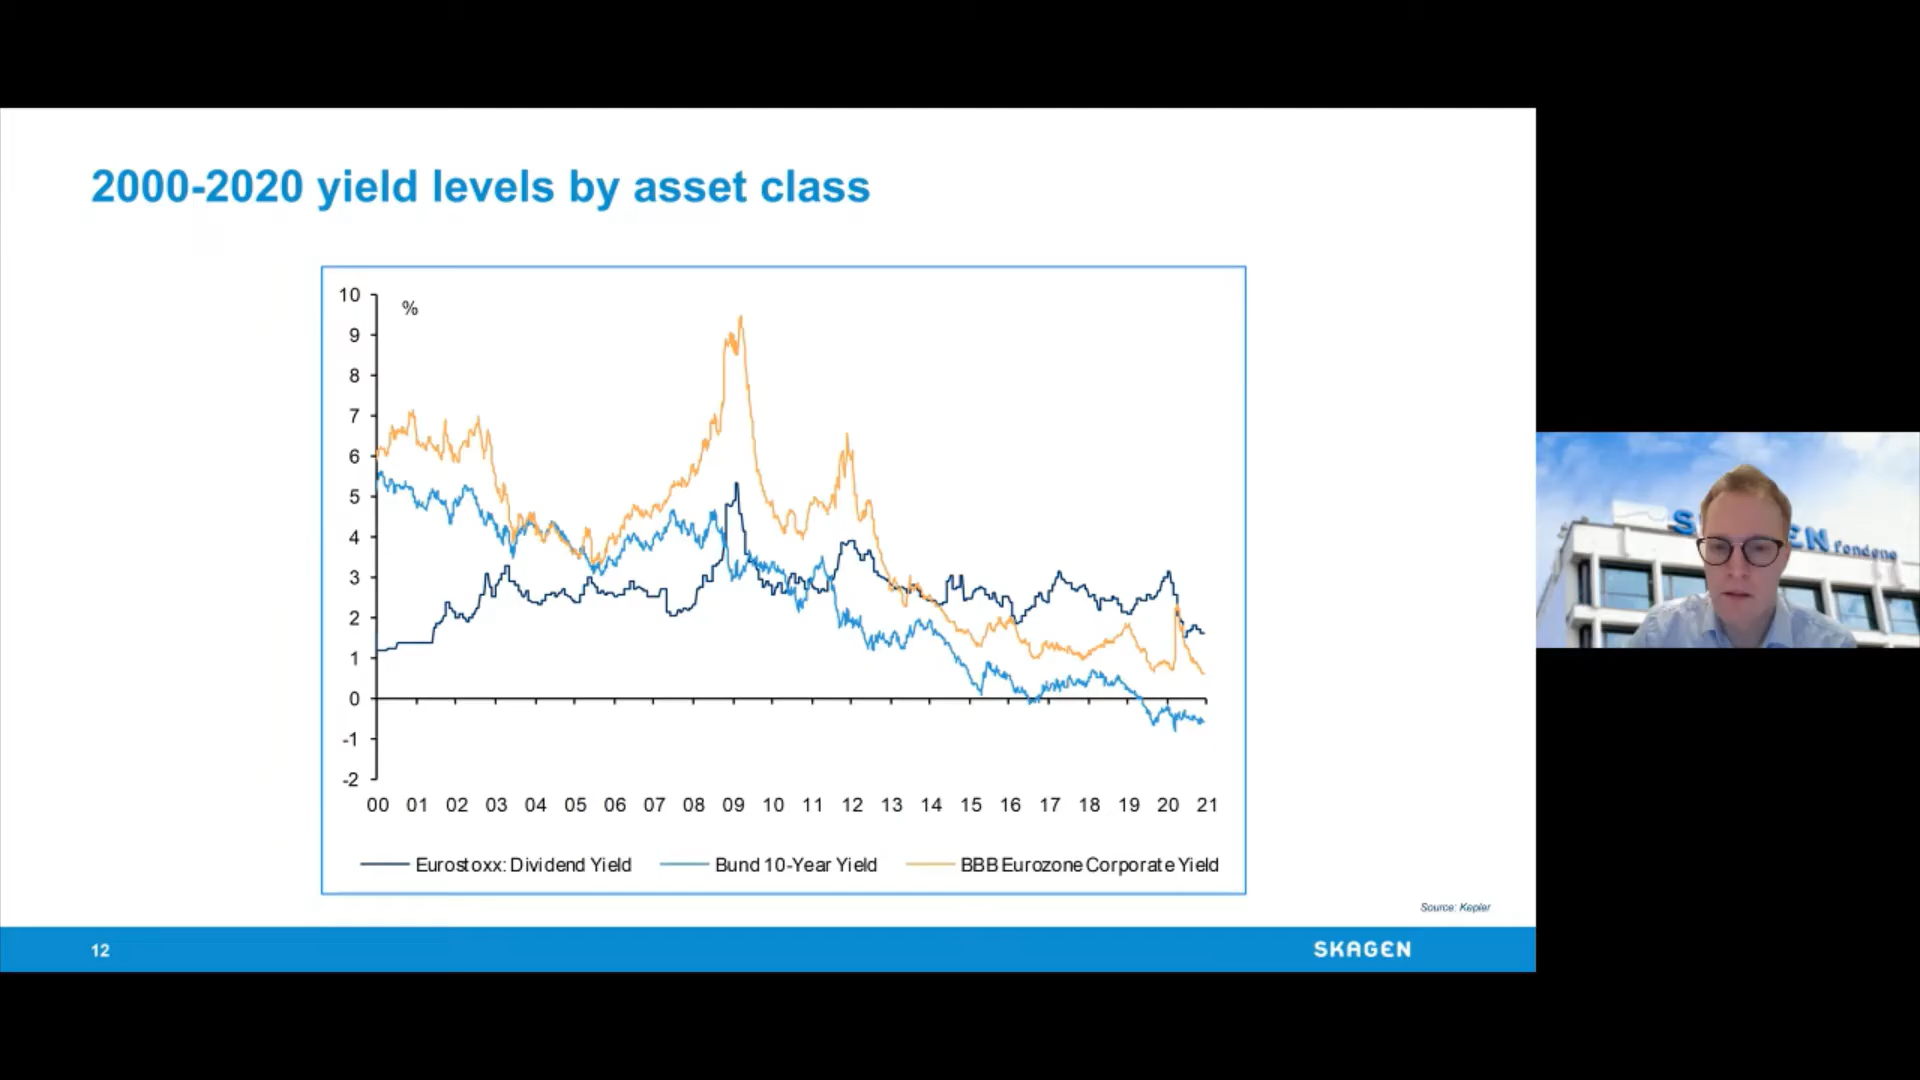 2000-2020 yield levels by asset class
%
10
9
8
7
6
5
4
3
2
1
0
-1
-2
00 01 02 03 04 05 06 07 08 09 10 11 12 13 14 15 16 17 18 19 20 21
Eurostoxx: Dividend Yield Bund 10-Year Yield BBB Eurozone Corporate Yield
Source: Kepler
12 SKAGEN
S EN fondene